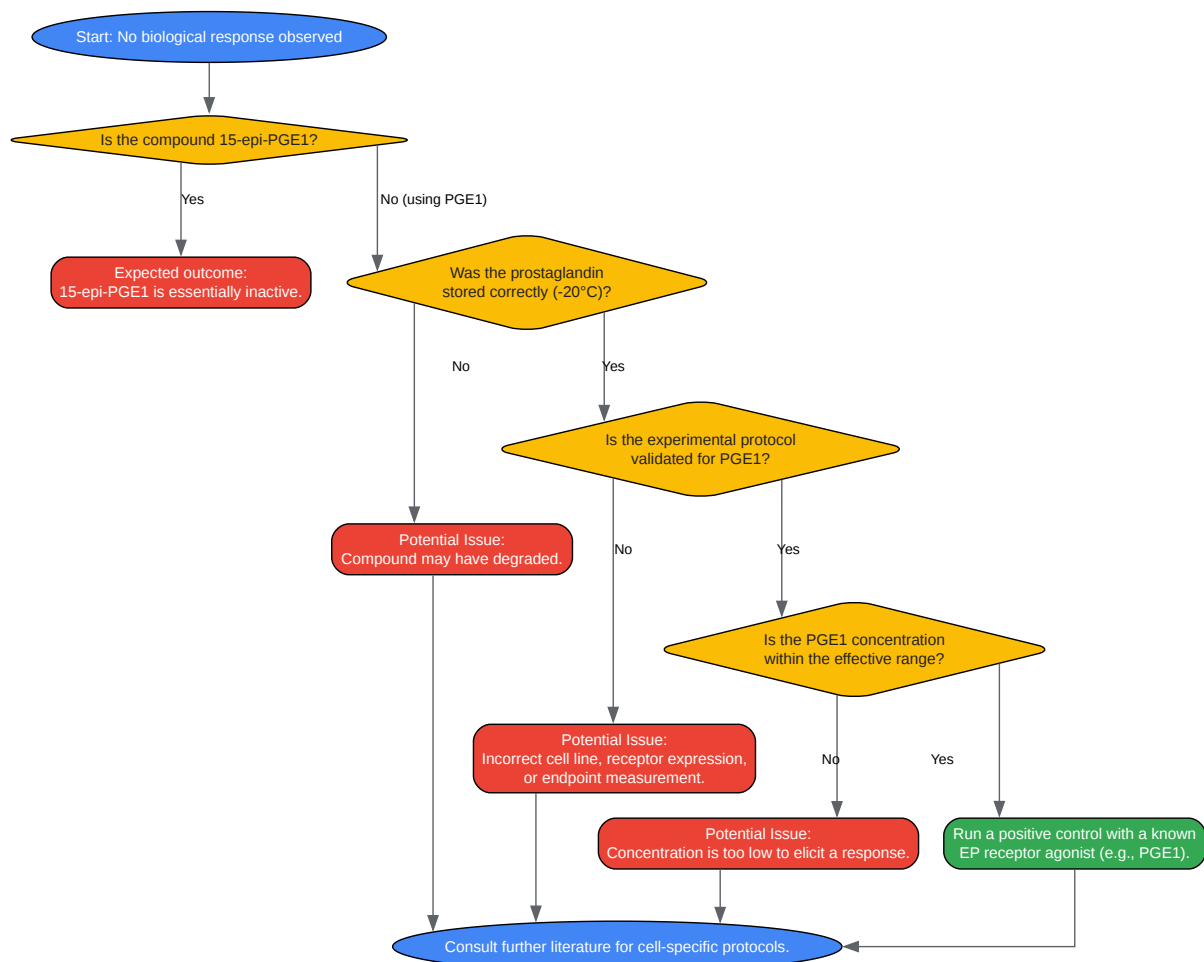 Start: No biological response observed
Is the compound 15-epi-PGE1?
Yes
No (using PGE1)
Expected outcome:
15-epi-PGE1 is essentially inactive.
Was the prostaglandin
stored correctly (-20°C)?
No
Yes
Is the experimental protocol
validated for PGE1?
Potential Issue:
Compound may have degraded.
No
Yes
Is the PGE1 concentration
within the effective range?
Potential Issue:
Incorrect cell line, receptor expression,
or endpoint measurement.
No
Yes
Potential Issue:
Concentration is too low to elicit a response.
Run a positive control with a known
EP receptor agonist (e.g., PGE1).
Consult further literature for cell-specific protocols.